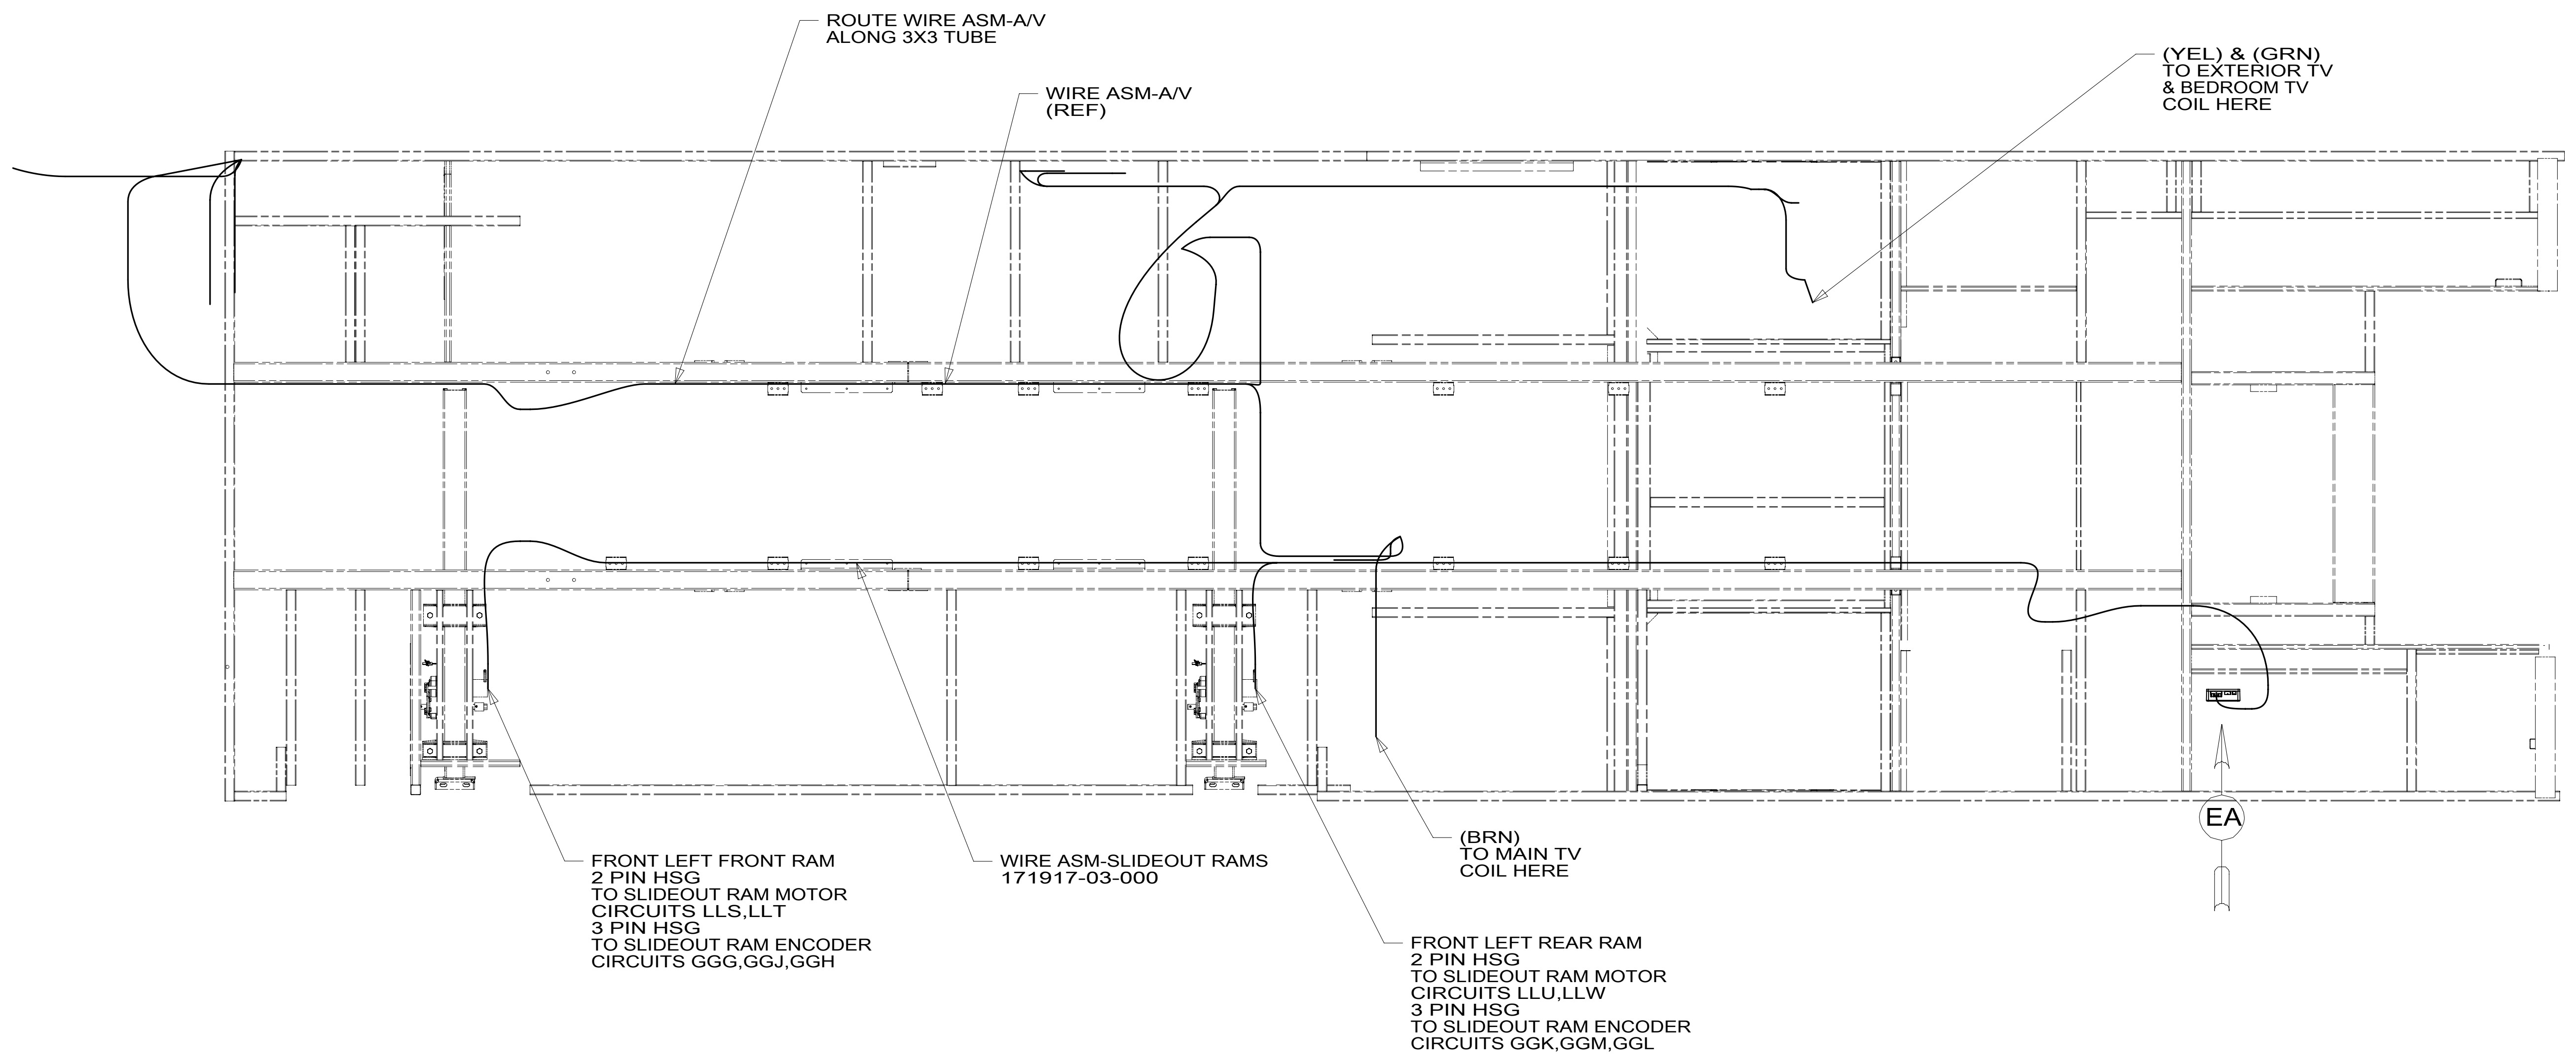 ROUTE WIRE ASM-A/V
ALONG 3X3 TUBE
(YEL) & (GRN)
TO EXTERIOR TV
& BEDROOM TV
COIL HERE
WIRE ASM-A/V
(REF)
EA
(BRN)
TO MAIN TV
COIL HERE
FRONT LEFT FRONT RAM
2 PIN HSG
TO SLIDEOUT RAM MOTOR
CIRCUITS LLS,LLT
3 PIN HSG
TO SLIDEOUT RAM ENCODER
CIRCUITS GGG,GGJ,GGH
WIRE ASM-SLIDEOUT RAMS
171917-03-000
FRONT LEFT REAR RAM
2 PIN HSG
TO SLIDEOUT RAM MOTOR
CIRCUITS LLU,LLW
3 PIN HSG
TO SLIDEOUT RAM ENCODER
CIRCUITS GGK,GGM,GGL